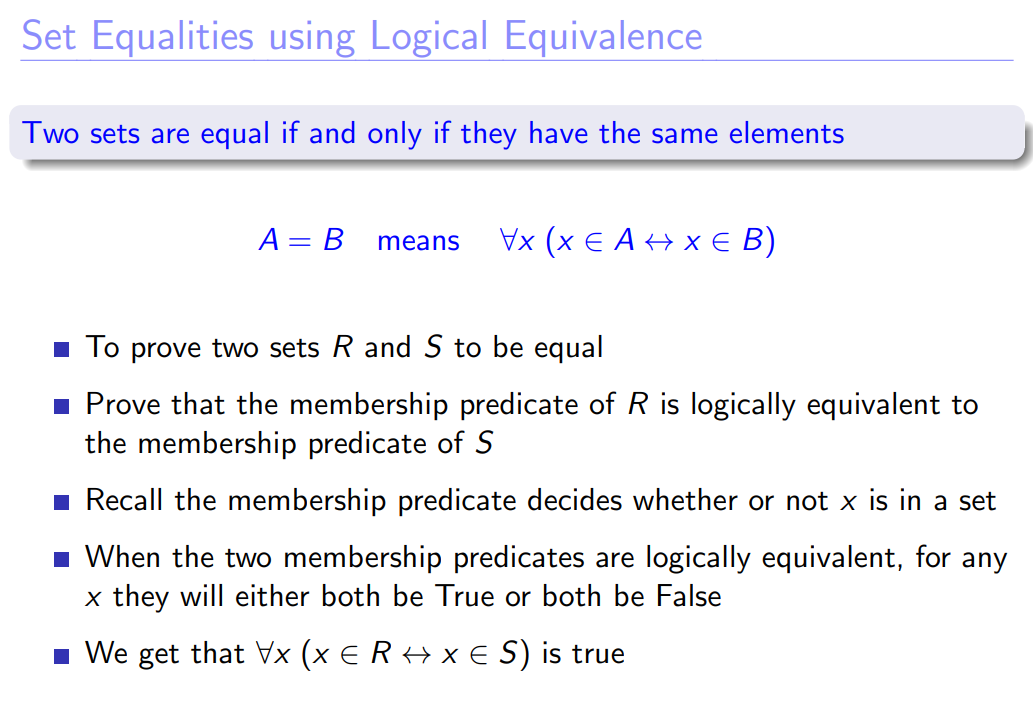 Set Equalities using Logical Equivalence
Two sets are equal if and only if they have the same elements
A = B means ∀x (x ∈ A ↔ x ∈ B)
To prove two sets R and S to be equal
Prove that the membership predicate of R is logically equivalent to
the membership predicate of S
Recall the membership predicate decides whether or not x is in a set
When the two membership predicates are logically equivalent, for any
x they will either both be True or both be False
We get that ∀x (x ∈ R ↔ x ∈ S) is true